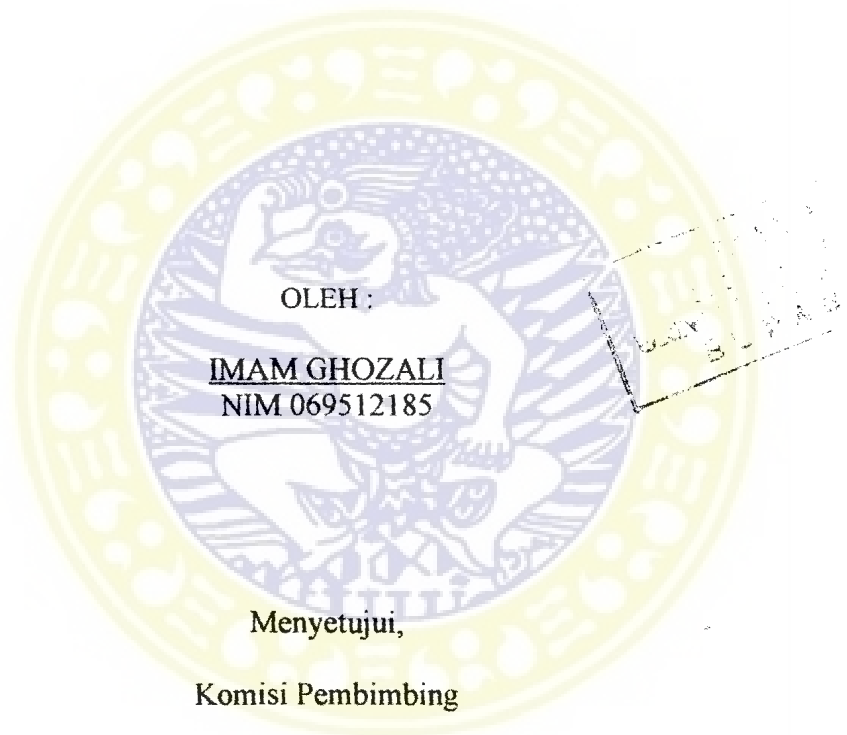 OLEH :
IMAM GHOZALI
NIM 069512185
Menyetujui,
Komisi Pembimbing